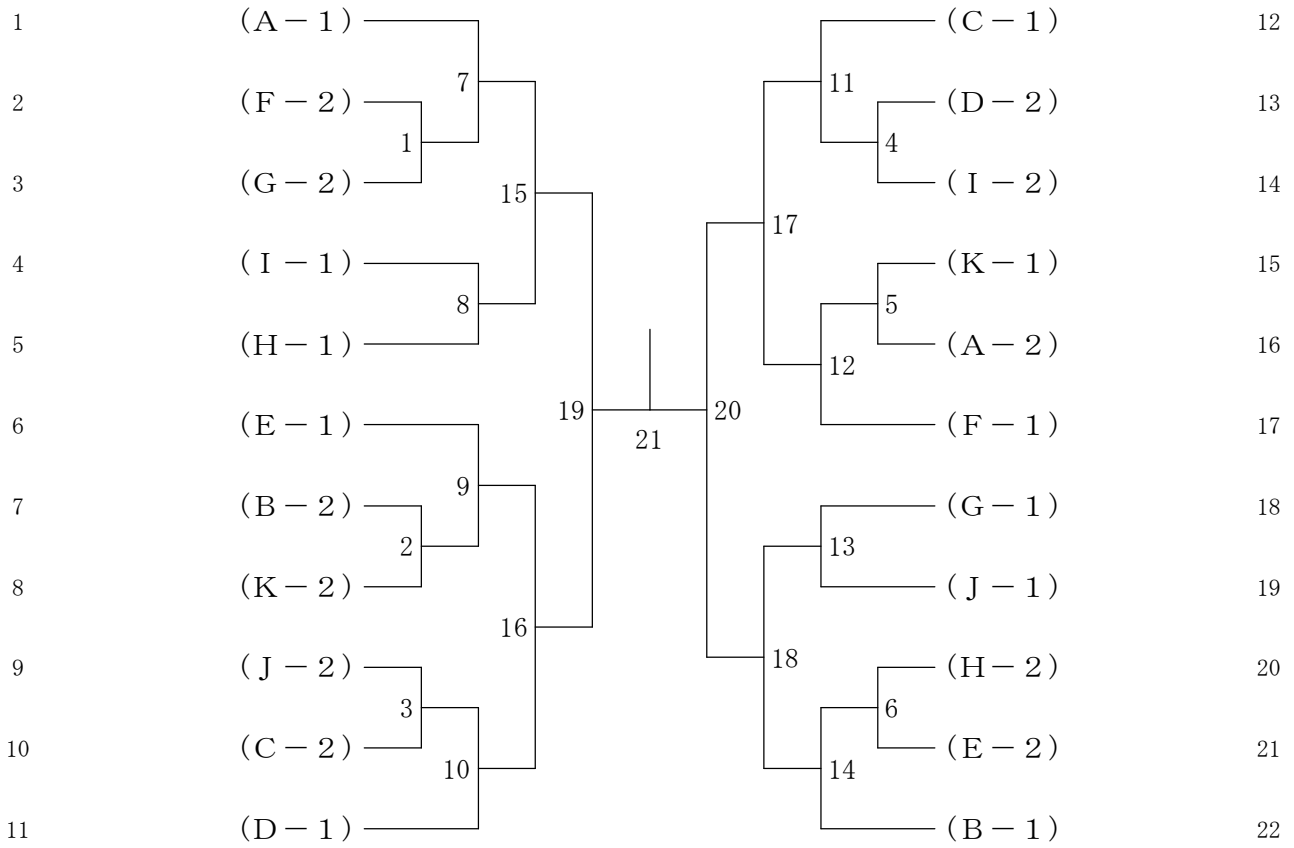 1 (A－1) (C－1) 12
7 11
2 (F－2) (D－2) 13
1 4
3 (G－2) (I－2) 14
15
17
4 (I－1) (K－1) 15
8 5
5 (H－1) (A－2) 16
12
19 20
6 (E－1) (F－1) 17
21
9
7 (B－2) (G－1) 18
2 13
8 (K－2) (J－1) 19
16
18
9 (J－2) (H－2) 20
3 6
10 (C－2) (E－2) 21
10 14
11 (D－1) (B－1) 22